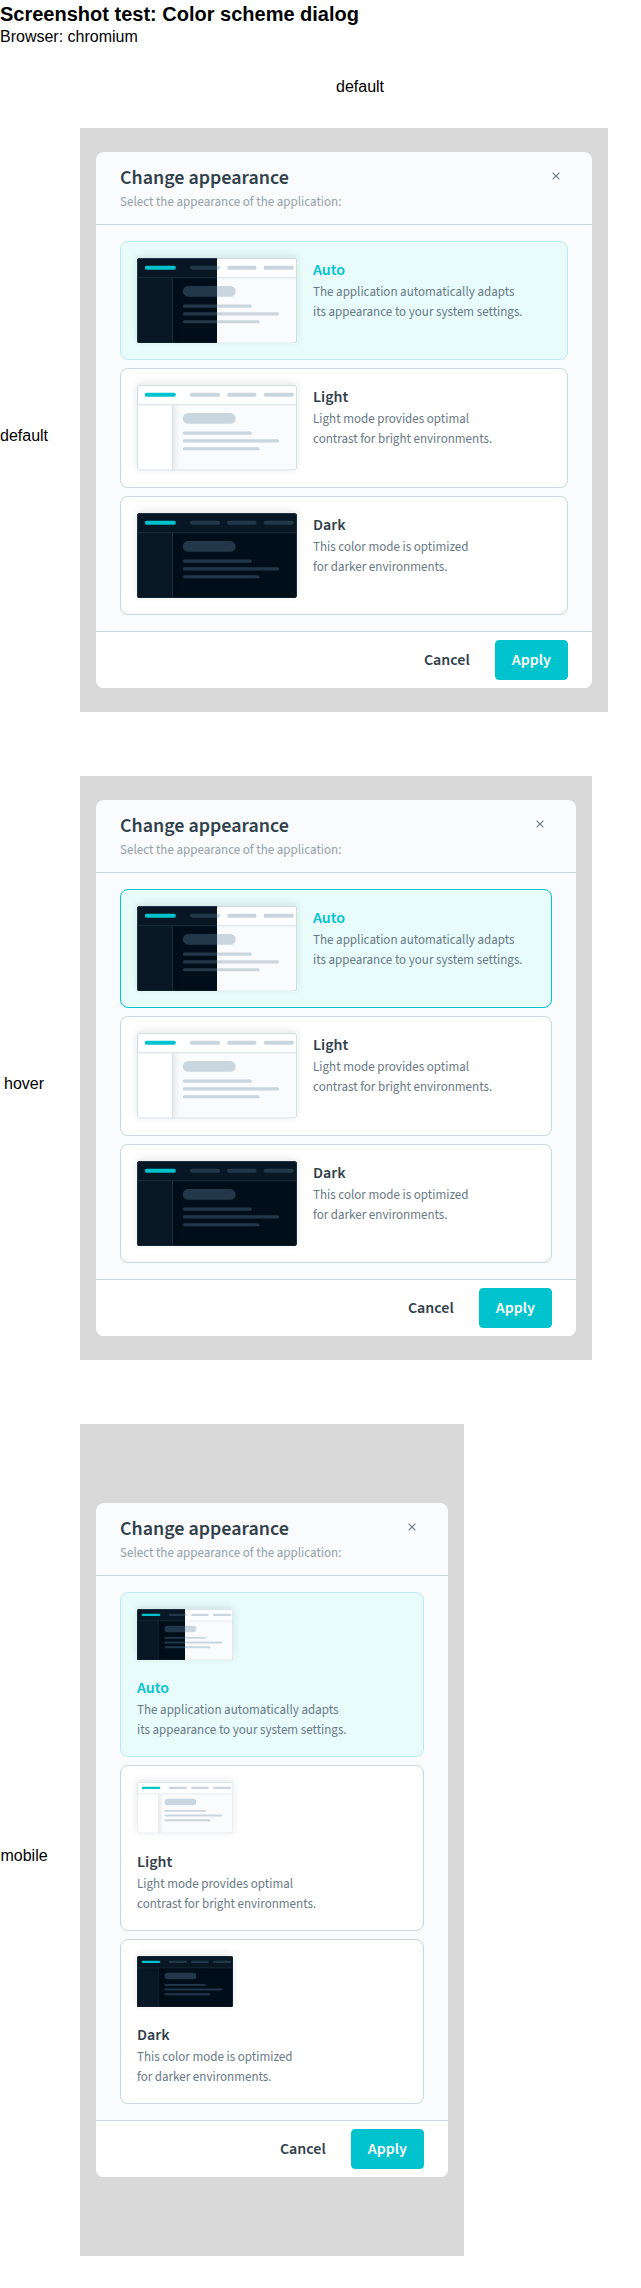 Screenshot test: Color scheme dialog
Browser: chromium
default
default
Change appearance
×
Select the appearance of the application:
Auto
The application automatically adapts
its appearance to your system settings.
Light
Light mode provides optimal
contrast for bright environments.
Dark
This color mode is optimized
for darker environments.
Cancel
Apply
hover
Change appearance
×
Select the appearance of the application:
Auto
The application automatically adapts
its appearance to your system settings.
Light
Light mode provides optimal
contrast for bright environments.
Dark
This color mode is optimized
for darker environments.
Cancel
Apply
mobile
Change appearance
×
Select the appearance of the application:
Auto
The application automatically adapts
its appearance to your system settings.
Light
Light mode provides optimal
contrast for bright environments.
Dark
This color mode is optimized
for darker environments.
Cancel
Apply